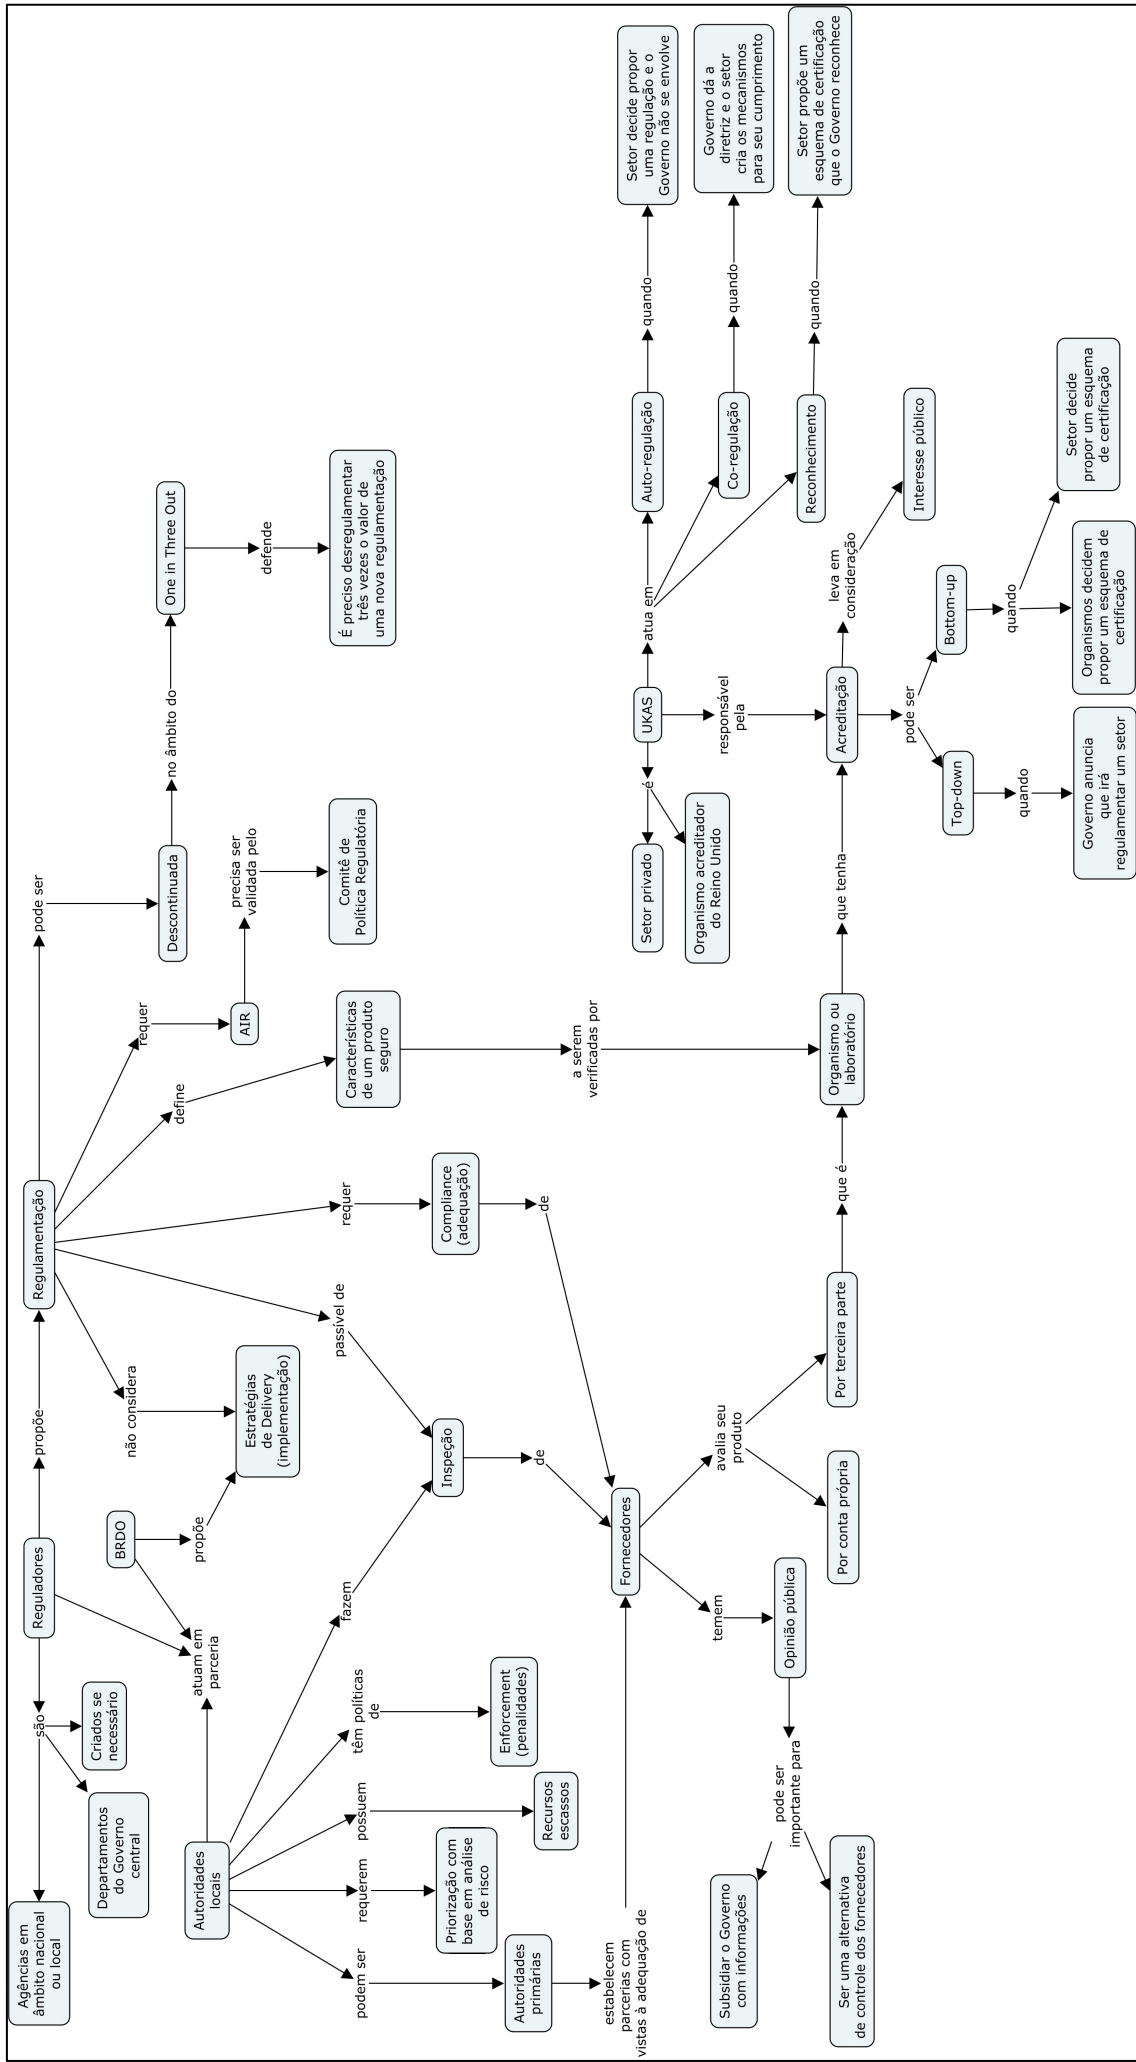 Agências em
âmbito nacional
ou local
são
Departamentos
do Governo
central
Criados se
necessário
Reguladores
propõe
Regulamentação
pode ser
BRDO
propõe
não considera
Estratégias
de Delivery
(implementação)
define
requer
AIR
precisa ser
validada pelo
Comitê de
Política Regulatória
Descontinuada
no âmbito do
One in Three Out
defende
É preciso desregulamentar
três vezes o valor de
uma nova regulamentação
Autoridades
locais
atuam em
parceria
podem ser
requerem
possuem
têm políticas
de
fazem
passível de
requer
Características
de um produto
seguro
Autoridades
primárias
Priorização com
base em análise
de risco
Recursos
escassos
Enforcement
(penalidades)
Inspeção
Compliance
(adequação)
de
de
a serem
verificadas por
estabelecem
parcerias com
vistas à adequação de
Fornecedores
temem
avalia seu
produto
Opinião pública
pode ser
importante para
Subsidiar o Governo
com informações
Ser uma alternativa
de controle dos fornecedores
Por conta própria
Por terceira parte
que é
Organismo ou
laboratório
que tenha
Acreditação
Setor privado
Organismo acreditador
do Reino Unido
é
UKAS
responsável
pela
atua em
Auto-regulação
quando
Setor decide propor
uma regulação e o
Governo não se envolve
Co-regulação
quando
Governo dá a
diretriz e o setor
cria os mecanismos
para seu cumprimento
Reconhecimento
quando
Setor propõe um
esquema de certificação
que o Governo reconhece
leva em
consideração
Interesse público
pode ser
Top-down
quando
Governo anuncia
que irá
regulamentar um setor
Bottom-up
quando
Organismos decidem
propor um esquema de
certificação
Setor decide
propor um esquema
de certificação